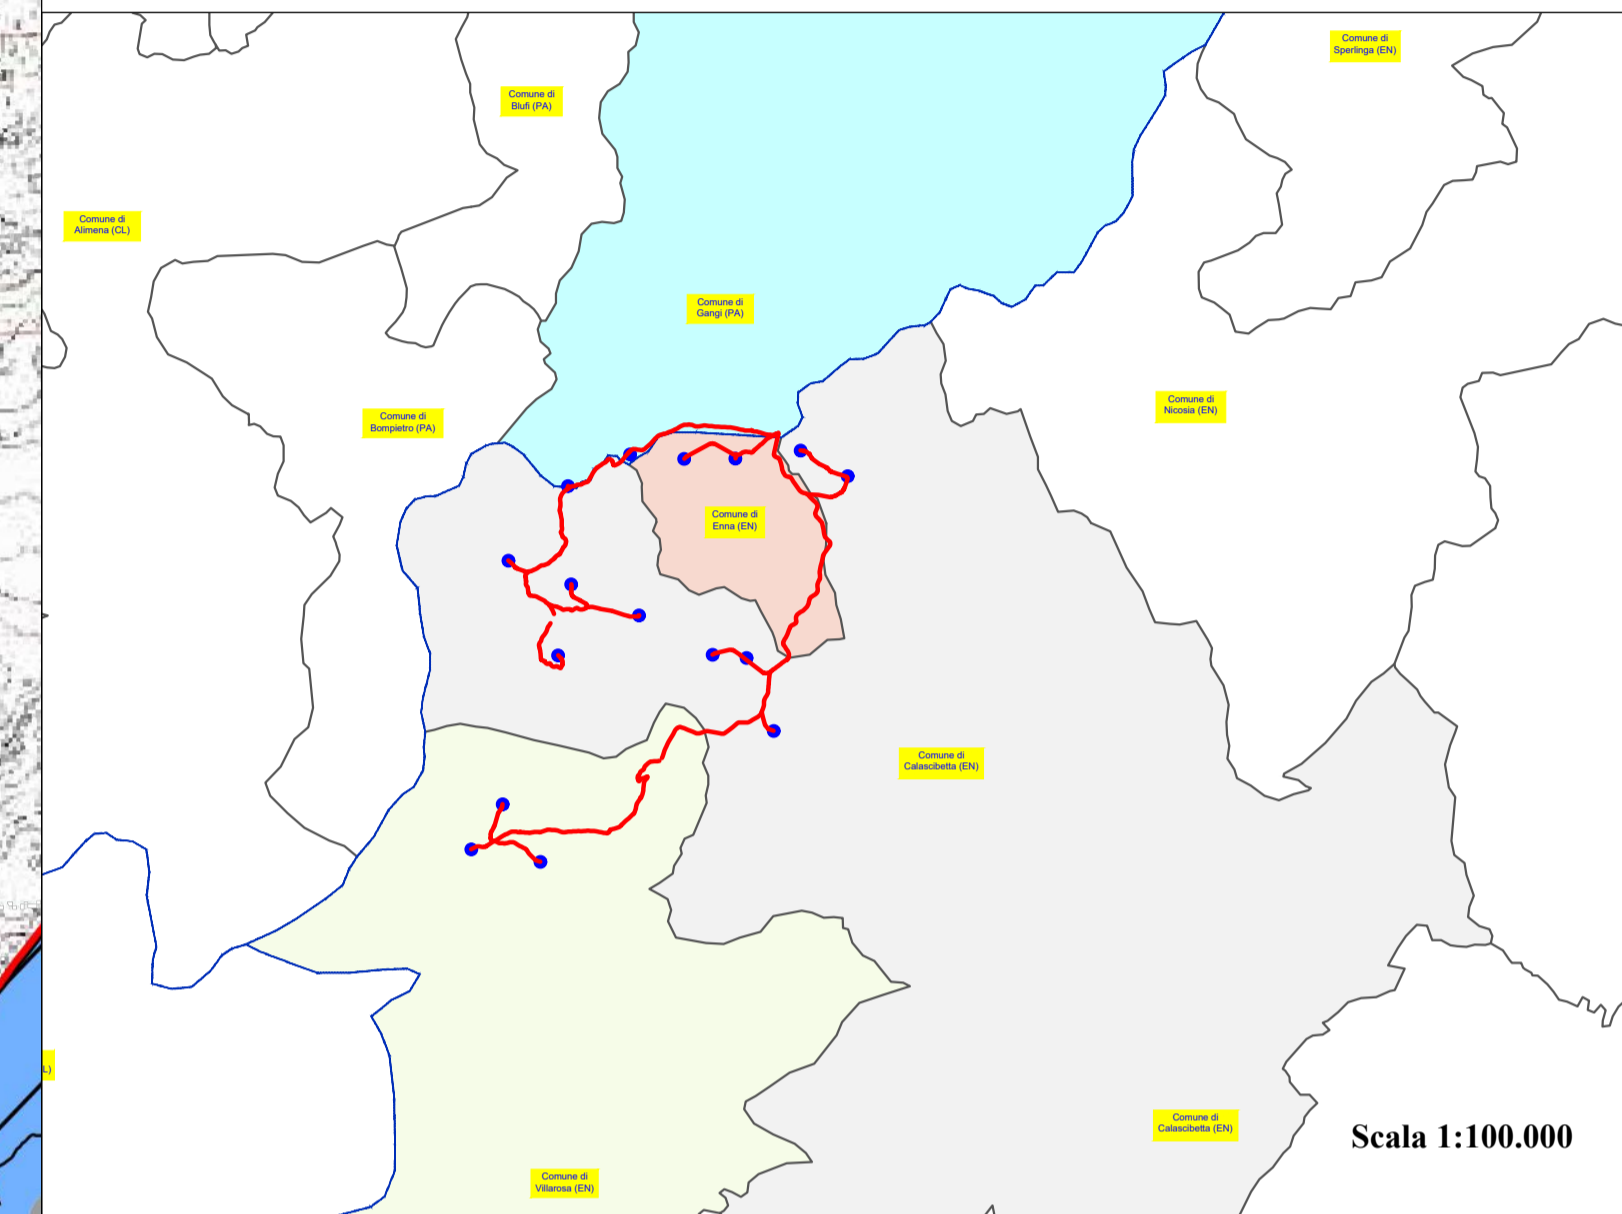 Comune di
Sperlinga (EN)
Comune di
Blufi (PA)
Comune di
Alimena (CL)
Comune di
Gangi (PA)
Comune di
Nicosia (EN)
Comune di
Bompietro (PA)
Comune di
Enna (EN)
Comune di
Calascibetta (EN)
L)
Comune di
Calascibetta (EN)
Scala 1:100.000
Comune di
Villarosa (EN)